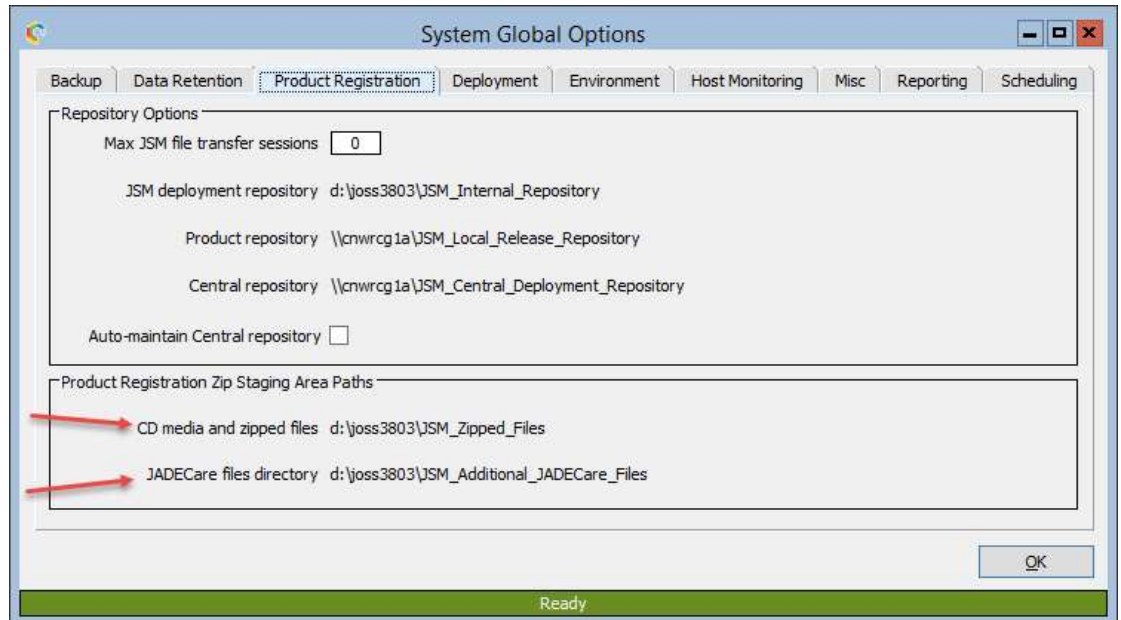 System Global Options
Backup Data Retention Product Registration Deployment Environment Host Monitoring Misc Reporting Scheduling
Repository Options
Max JSM file transfer sessions 0
JSM deployment repository d:\joss3803\JSM_Internal_Repository
Product repository \\cnwrcg1a\JSM_Local_Release_Repository
Central repository \\cnwrcg1a\JSM_Central_Deployment_Repository
Auto-maintain Central repository
Product Registration Zip Staging Area Paths
CD media and zipped files d:\joss3803\JSM_Zipped_Files
JADECare files directory d:\joss3803\JSM_Additional_JADECare_Files
OK
Ready